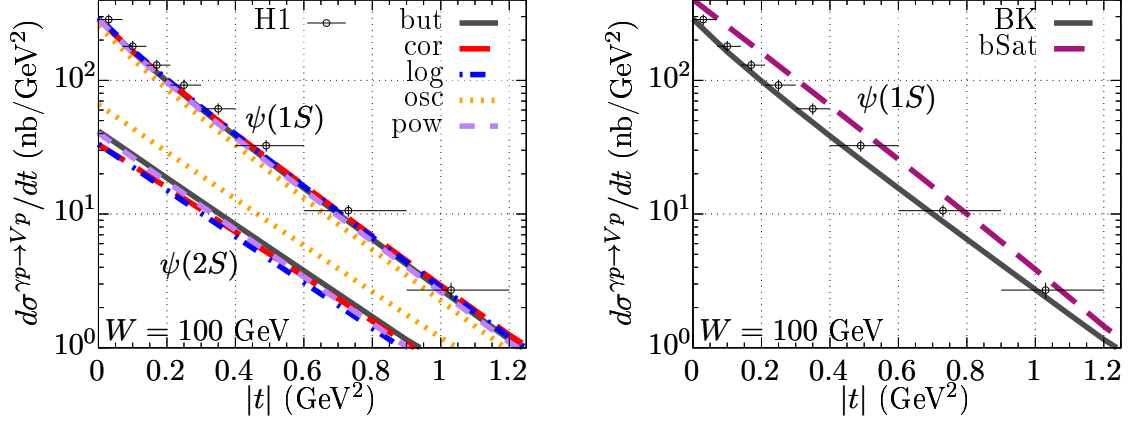 dσ^{γp→Vp}/dt (nb/GeV²)
10² 10¹ 10⁰
H1
but
cor
log
osc
pow
ψ(1S)
ψ(2S)
W = 100 GeV
0 0.2 0.4 0.6 0.8 1 1.2
|t| (GeV²)
dσ^{γp→Vp}/dt (nb/GeV²)
10² 10¹ 10⁰
BK
bSat
ψ(1S)
W = 100 GeV
0 0.2 0.4 0.6 0.8 1 1.2
|t| (GeV²)